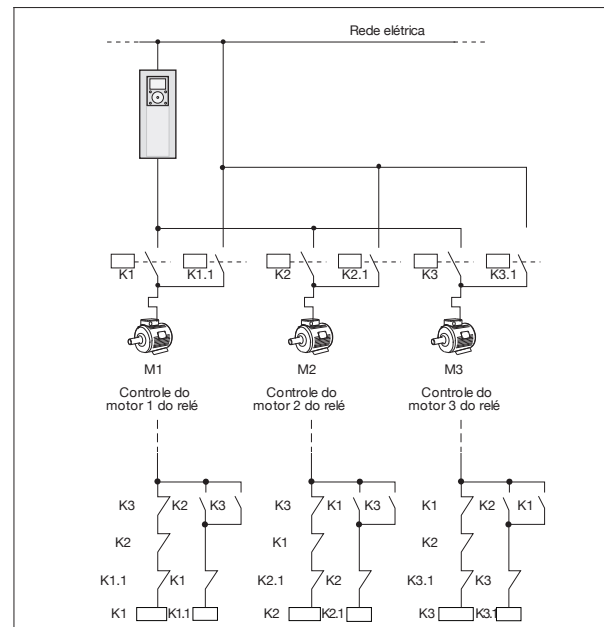 Rede elétrica
K1 K1.1 K2 K2.1 K3 K3.1
M1 M2 M3
Controle do Controle do Controle do
motor 1 do relé motor 2 do relé motor 3 do relé
K3 K2 K3 K3 K1 K3 K1 K2 K1
K2 K1 K2
K1.1 K1 K2.1 K2 K3.1 K3
K1 K1.1 K2 K2.1 K3 K3.1